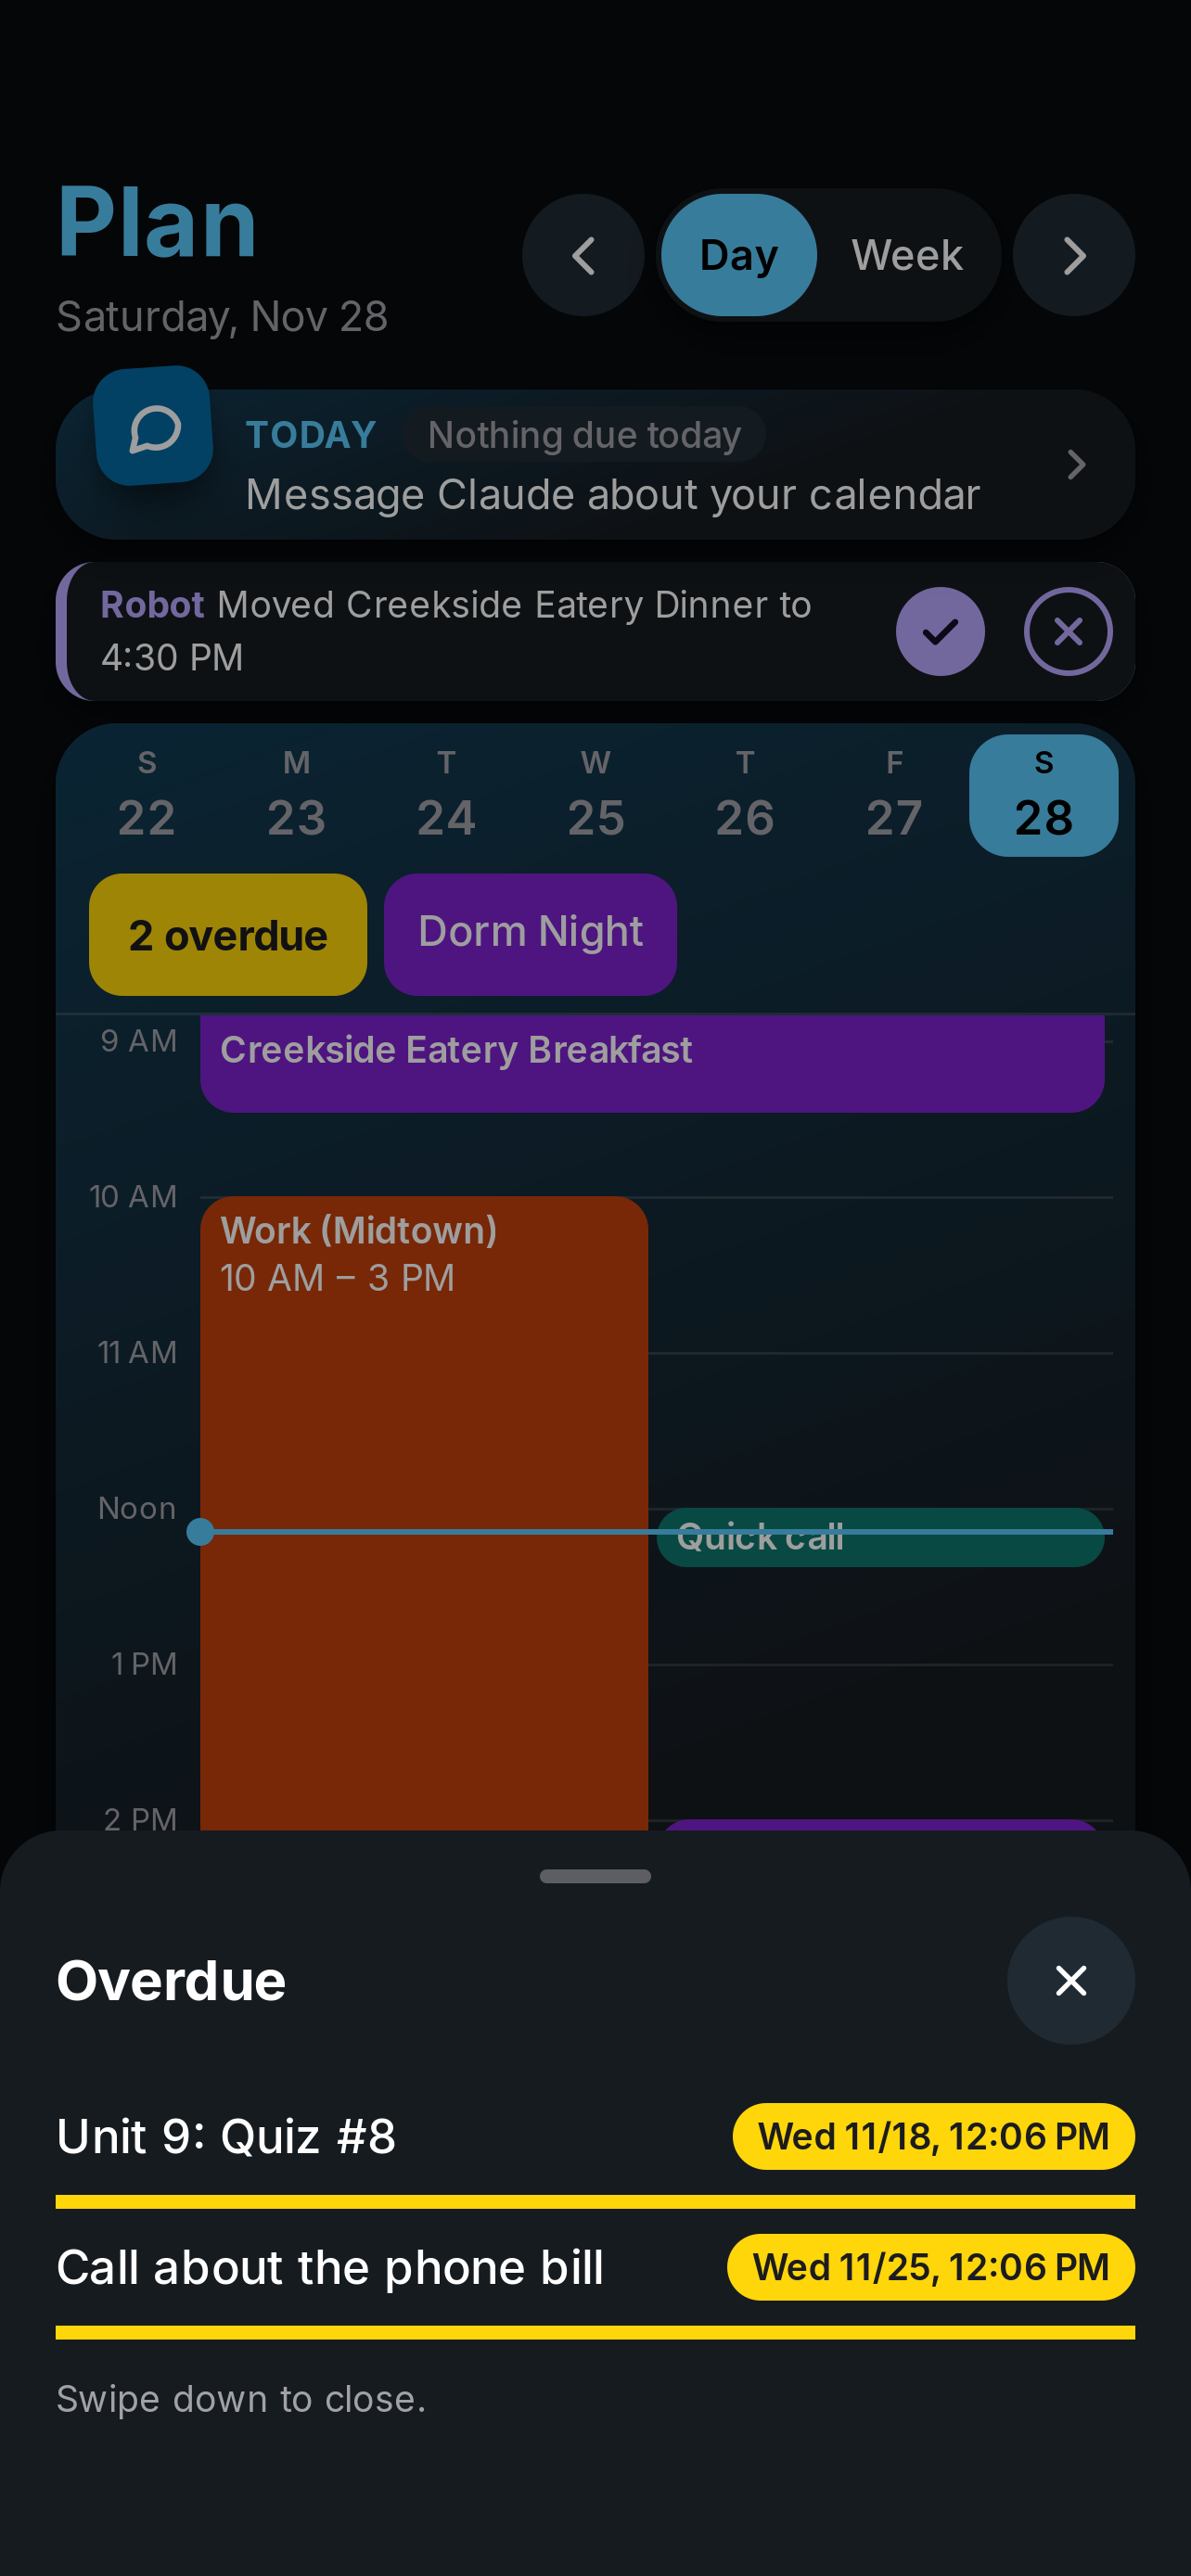 Plan
Day
Week
Saturday, Nov 28
TODAY
Nothing due today
Message Claude about your calendar
Robot Moved Creekside Eatery Dinner to
4:30 PM
S M T W T F S
22 23 24 25 26 27 28
2 overdue
Dorm Night
9 AM
Creekside Eatery Breakfast
10 AM
Work (Midtown)
10 AM – 3 PM
11 AM
Noon
Quick call
1 PM
2 PM
Overdue
Unit 9: Quiz #8
Wed 11/18, 12:06 PM
Call about the phone bill
Wed 11/25, 12:06 PM
Swipe down to close.